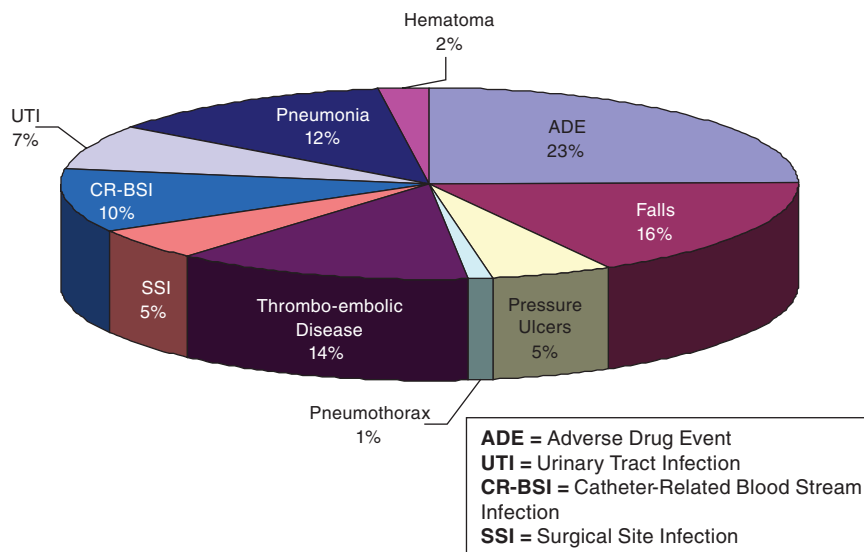 Hematoma
2%
ADE
23%
Falls
16%
Pressure
Ulcers
5%
Pneumothorax
1%
Thrombo-embolic
Disease
14%
SSI
5%
CR-BSI
10%
UTI
7%
Pneumonia
12%
ADE = Adverse Drug Event
UTI = Urinary Tract Infection
CR-BSI = Catheter-Related Blood Stream
Infection
SSI = Surgical Site Infection